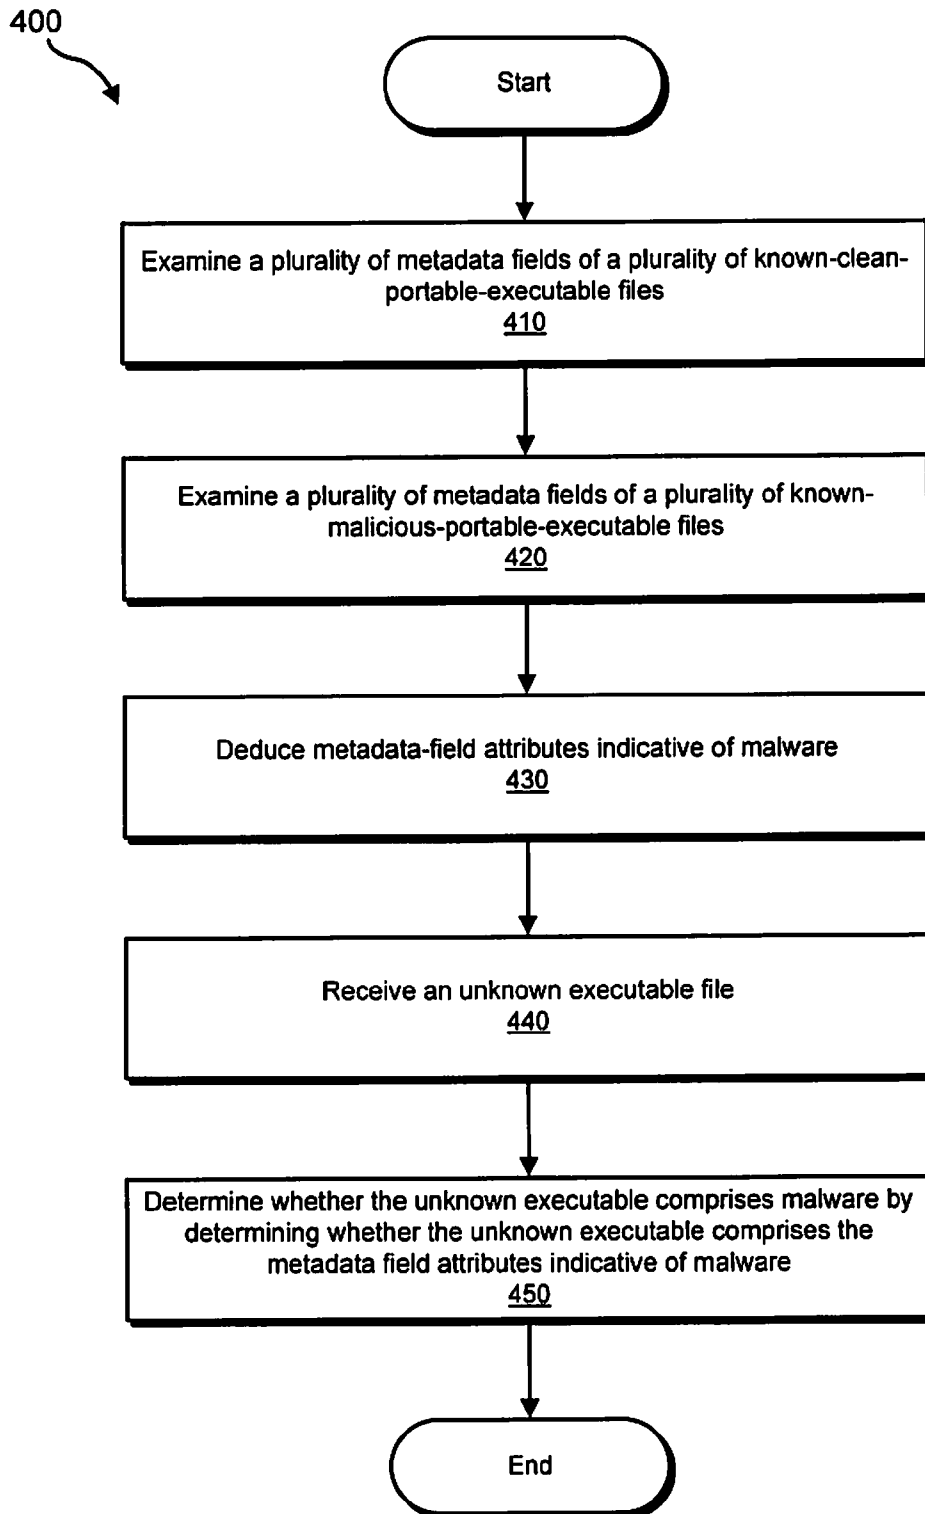 400
Start
Examine a plurality of metadata fields of a plurality of known-clean-
portable-executable files
410
Examine a plurality of metadata fields of a plurality of known-
malicious-portable-executable files
420
Deduce metadata-field attributes indicative of malware
430
Receive an unknown executable file
440
Determine whether the unknown executable comprises malware by
determining whether the unknown executable comprises the
metadata field attributes indicative of malware
450
End